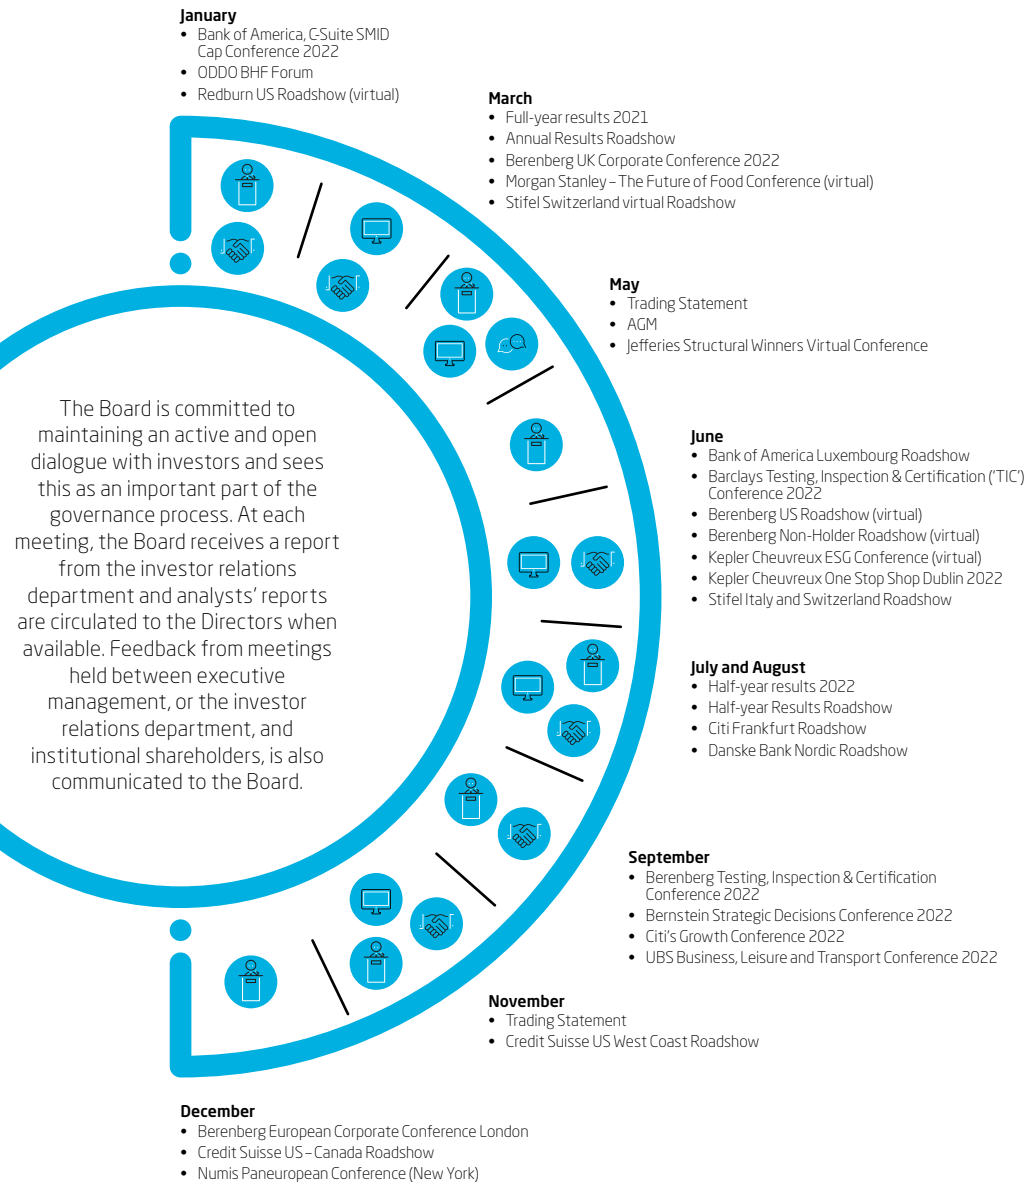 January
• Bank of America, C-Suite SMID
Cap Conference 2022
• ODDO BHF Forum
• Redburn US Roadshow (virtual)
March
• Full-year results 2021
• Annual Results Roadshow
• Berenberg UK Corporate Conference 2022
• Morgan Stanley – The Future of Food Conference (virtual)
• Stifel Switzerland virtual Roadshow
May
• Trading Statement
• AGM
• Jefferies Structural Winners Virtual Conference
The Board is committed to
maintaining an active and open
dialogue with investors and sees
this as an important part of the
governance process. At each
meeting, the Board receives a report
from the investor relations
department and analysts' reports
are circulated to the Directors when
available. Feedback from meetings
held between executive
management, or the investor
relations department, and
institutional shareholders, is also
communicated to the Board.
June
• Bank of America Luxembourg Roadshow
• Barclays Testing, Inspection & Certification ('TIC')
Conference 2022
• Berenberg US Roadshow (virtual)
• Berenberg Non-Holder Roadshow (virtual)
• Kepler Cheuvreux ESG Conference (virtual)
• Kepler Cheuvreux One Stop Shop Dublin 2022
• Stifel Italy and Switzerland Roadshow
July and August
• Half-year results 2022
• Half-year Results Roadshow
• Citi Frankfurt Roadshow
• Danske Bank Nordic Roadshow
September
• Berenberg Testing, Inspection & Certification
Conference 2022
• Bernstein Strategic Decisions Conference 2022
• Citi's Growth Conference 2022
• UBS Business, Leisure and Transport Conference 2022
November
• Trading Statement
• Credit Suisse US West Coast Roadshow
December
• Berenberg European Corporate Conference London
• Credit Suisse US – Canada Roadshow
• Numis Paneuropean Conference (New York)